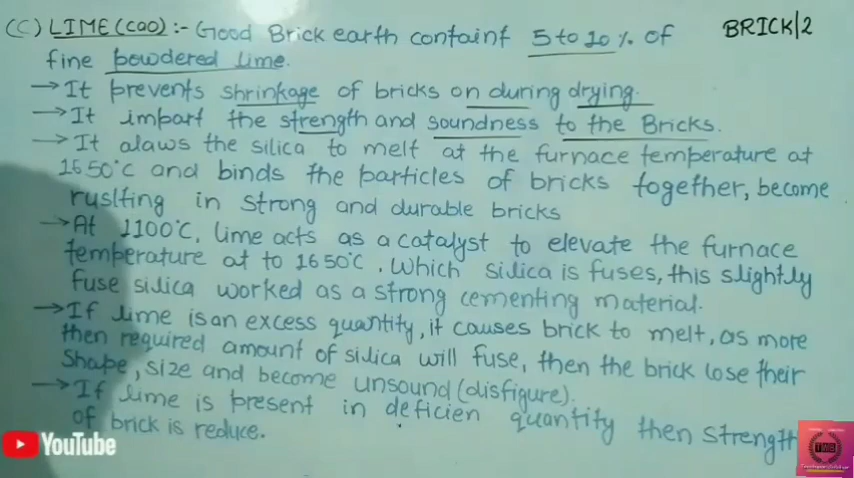 (C) LIME (CaO) :- Good Brick earth containf 5 to 10 % of
BRICK|2
fine powdered lime.
→ It prevents shrinkage of bricks on during drying.
→ It impart the strength and soundness to the Bricks.
→ It alaws the silica to melt at the furnace temperature at
1650°C and binds the particles of bricks together, become
ruslting in strong and durable bricks
→ At 1100°C, lime acts as a catalyst to elevate the furnace
temperature at to 1650°C. Which silica is fuses, this slightly
fuse silica worked as a strong cementing material.
→ If lime is an excess quantity, it causes brick to melt, as more
then required amount of silica will fuse, then the brick lose their
Shape, size and become unsound (disfigure).
→ If lime is present in deficien quantity then strength
of brick is reduce.
YouTube